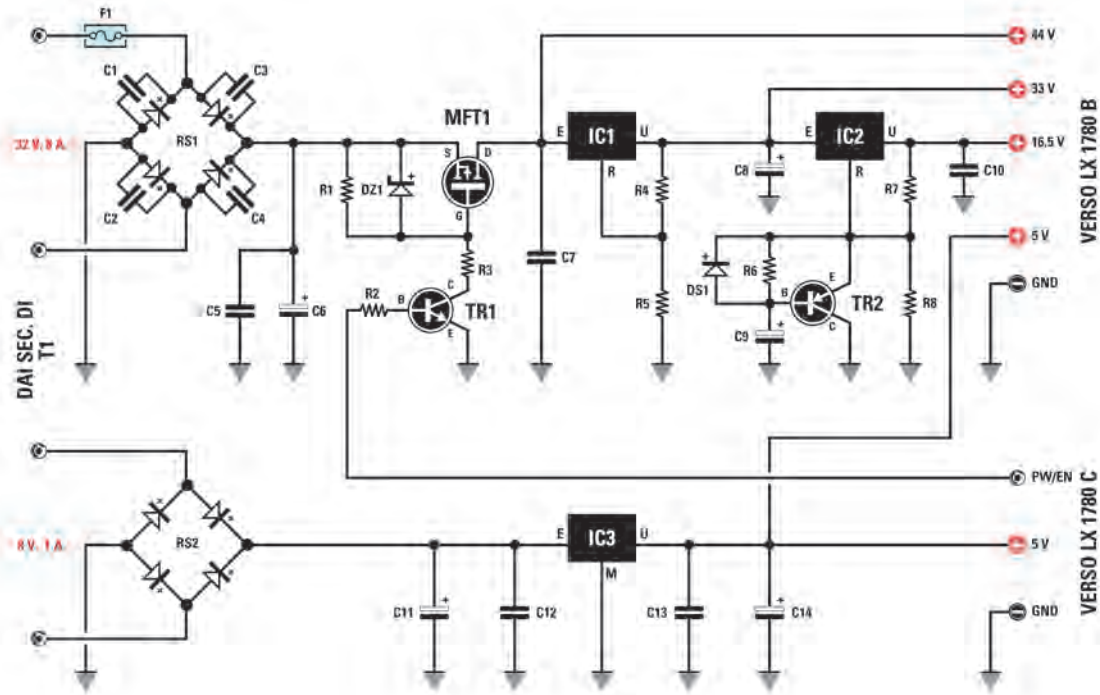 F1
44 V
C1
C3
33 V
MFT1
32 V. 8 A.
RS1
S
D
E
IC1
U
E
IC2
U
16,5 V
R
R
C2
C4
R1
DZ1
G
R4
C8
R7
C10
5 V
VERSO LX 1780 B
C5
C6
R2
B
C
R3
TR1
E
C7
R5
DS1
R6
B
E
TR2
C
C9
R8
GND
DAI SEC. DI
T1
PW/EN
8 V. 1 A.
RS2
E
IC3
U
M
5 V
C11
C12
C13
C14
GND
VERSO LX 1780 C